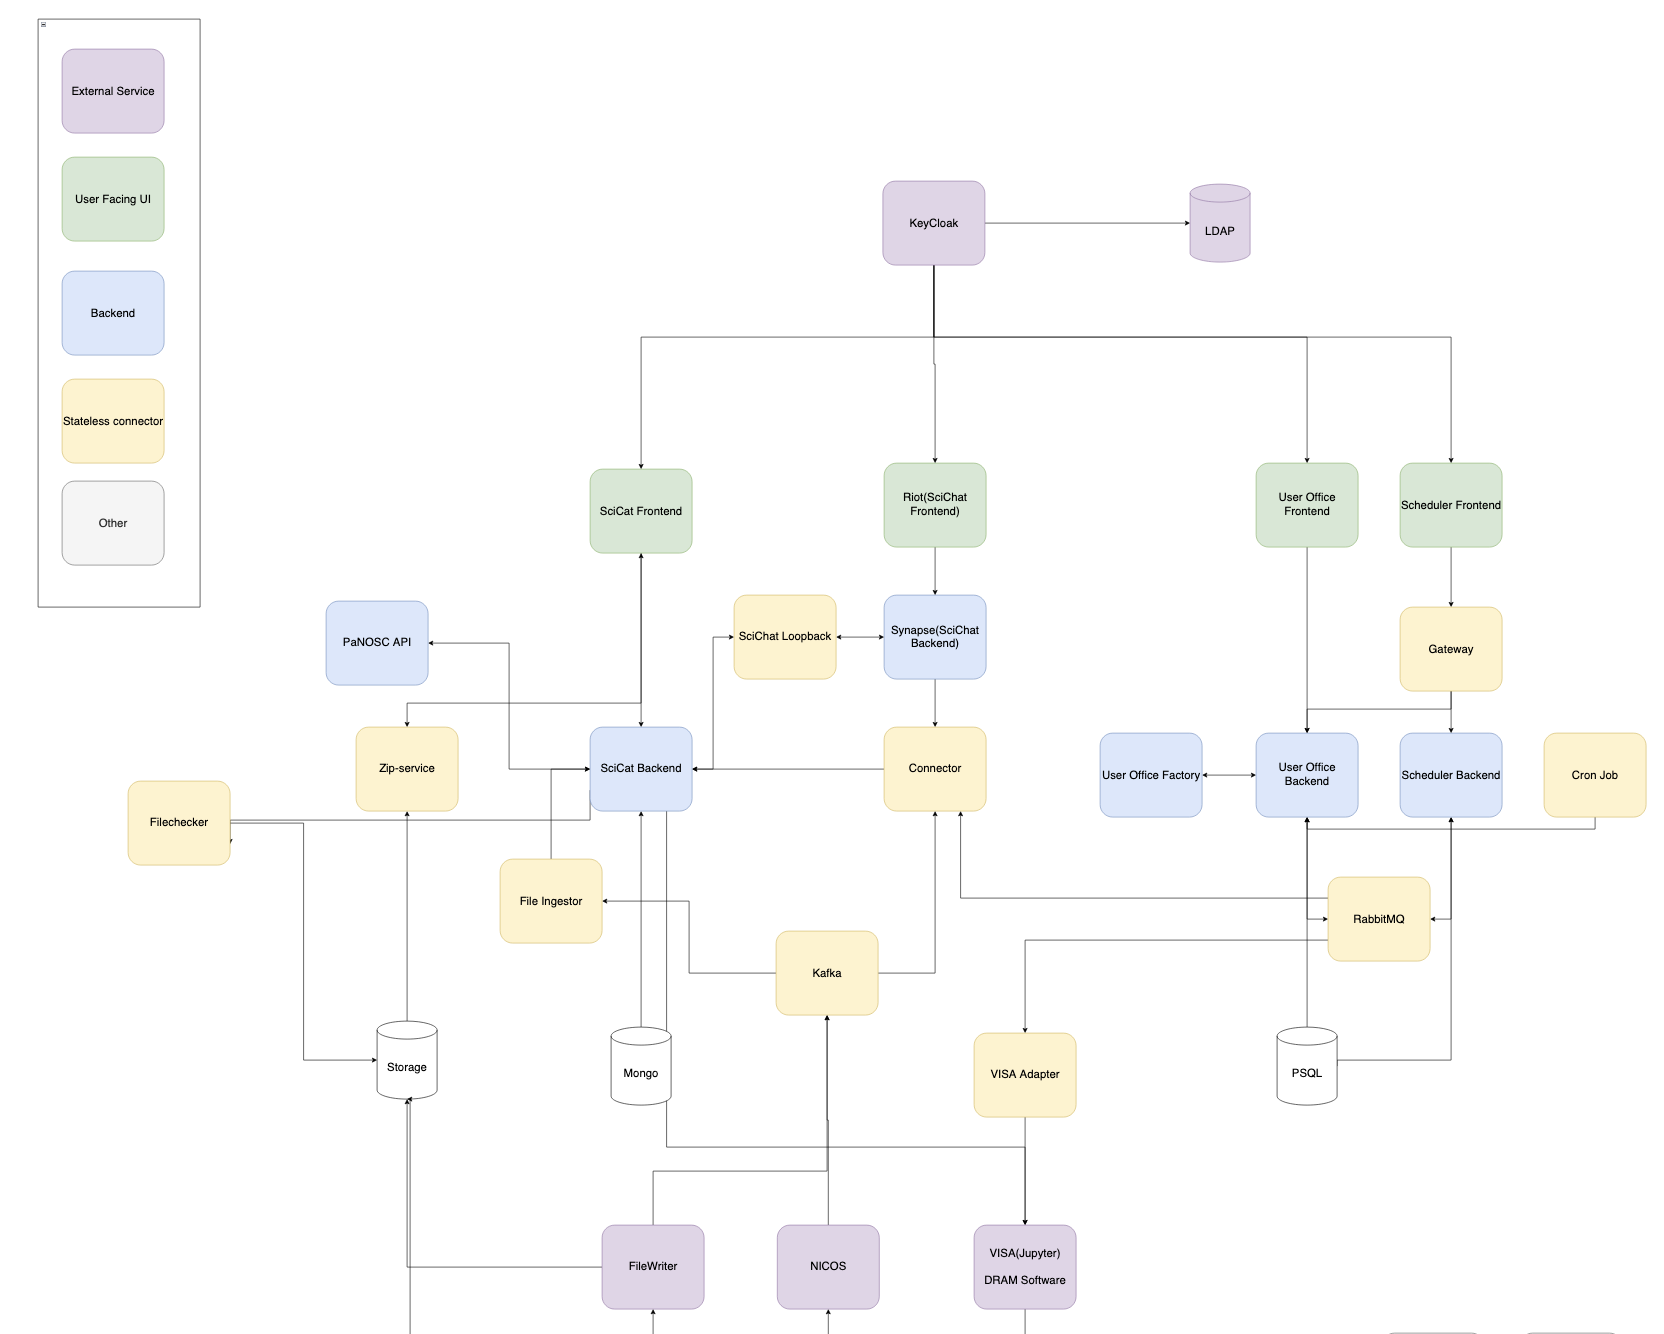 External Service
User Facing UI
Backend
Stateless connector
Other
KeyCloak
LDAP
SciCat Frontend
Riot(SciChat
Frontend)
User Office
Frontend
Scheduler Frontend
PaNOSC API
SciChat Loopback
Synapse(SciChat
Backend)
Gateway
Zip-service
SciCat Backend
Connector
User Office Factory
User Office
Backend
Scheduler Backend
Cron Job
Filechecker
File Ingestor
RabbitMQ
Kafka
Storage
Mongo
VISA Adapter
PSQL
FileWriter
NICOS
VISA(Jupyter)
DRAM Software